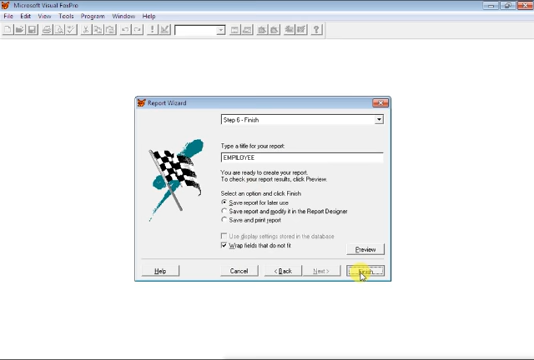 Microsoft Visual FoxPro
File Edit View Tools Program Window Help
Report Wizard
Step 6 - Finish
Type a title for your report:
EMPILOYEE
You are ready to create your report.
To check your report results, click Preview.
Select an option and click Finish.
Save report for later use
Save report and modify it in the Report Designer
Save and print report
Use display settings stored in the database
Wrap fields that do not fit
Preview
Help Cancel < Back Next > Finish